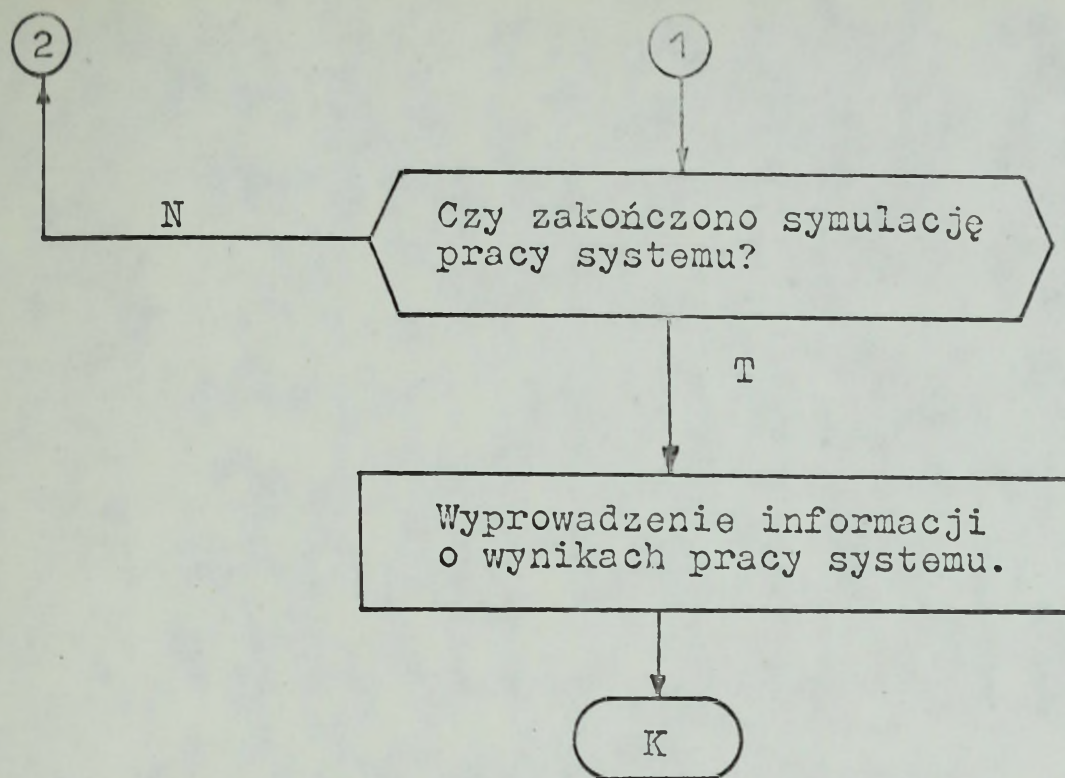 2
1
N
Czy zakończono symulację
pracy systemu?
T
Wyprowadzenie informacji
o wynikach pracy systemu.
K